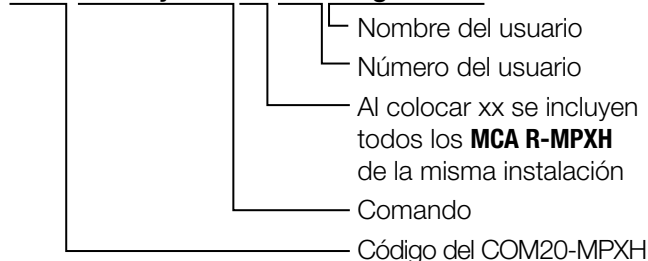 Nombre del usuario
Número del usuario
Al colocar xx se incluyen
todos los MCA R-MPXH
de la misma instalación
Comando
Código del COM20-MPXH